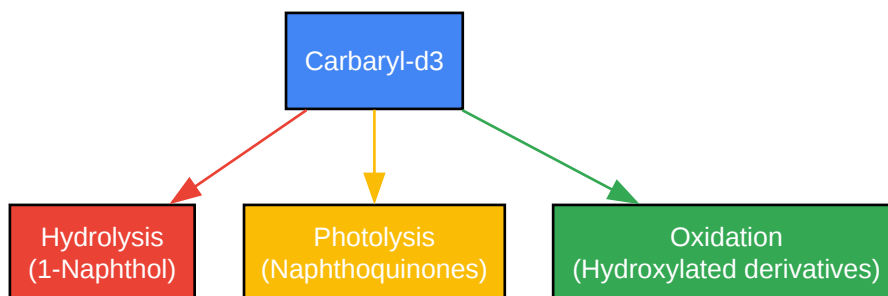 Carbaryl-d3
Hydrolysis
(1-Naphthol)
Photolysis
(Naphthoquinones)
Oxidation
(Hydroxylated derivatives)